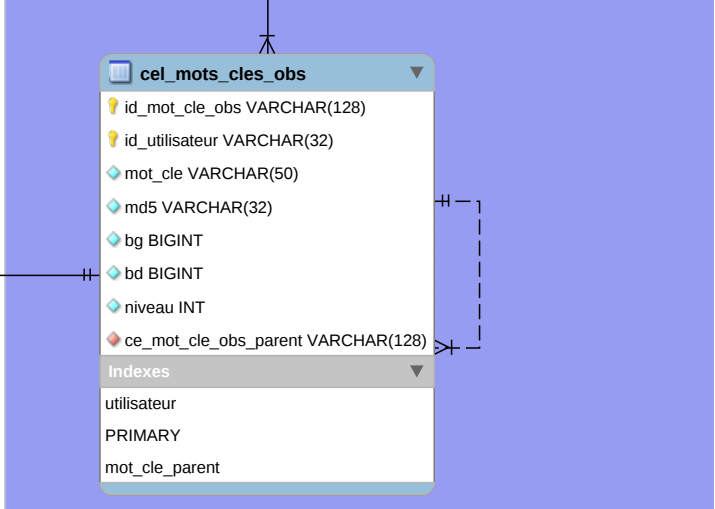 cel_mots_cles_obs
id_mot_cle_obs VARCHAR(128)
id_utilisateur VARCHAR(32)
mot_cle VARCHAR(50)
md5 VARCHAR(32)
bg BIGINT
bd BIGINT
niveau INT
ce_mot_cle_obs_parent VARCHAR(128)
Indexes
utilisateur
PRIMARY
mot_cle_parent